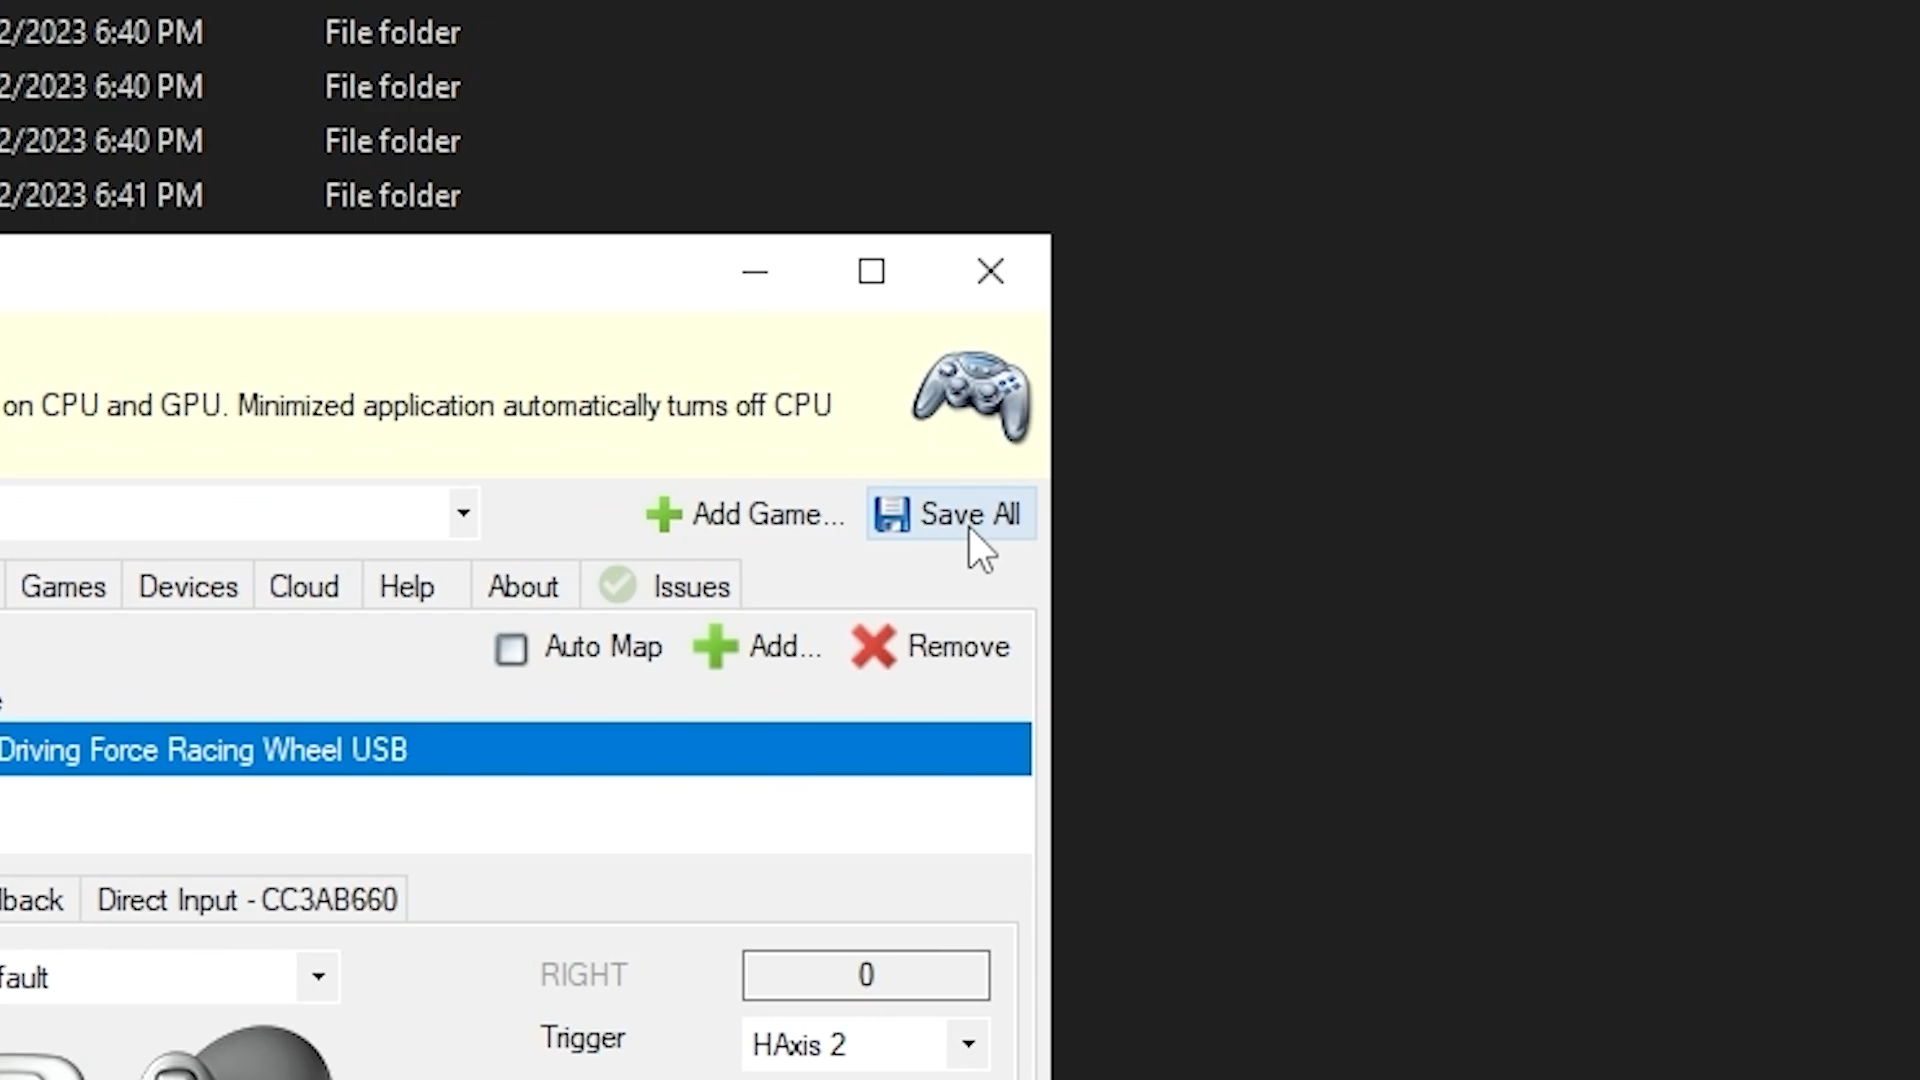 2/2023 6:40 PM File folder
2/2023 6:40 PM File folder
2/2023 6:40 PM File folder
2/2023 6:41 PM File folder
on CPU and GPU. Minimized application automatically turns off CPU
Add Game... Save All
Games Devices Cloud Help About Issues
Auto Map Add... Remove
Driving Force Racing Wheel USB
lback Direct Input - CC3AB660
fault RIGHT 0
Trigger HAxis 2